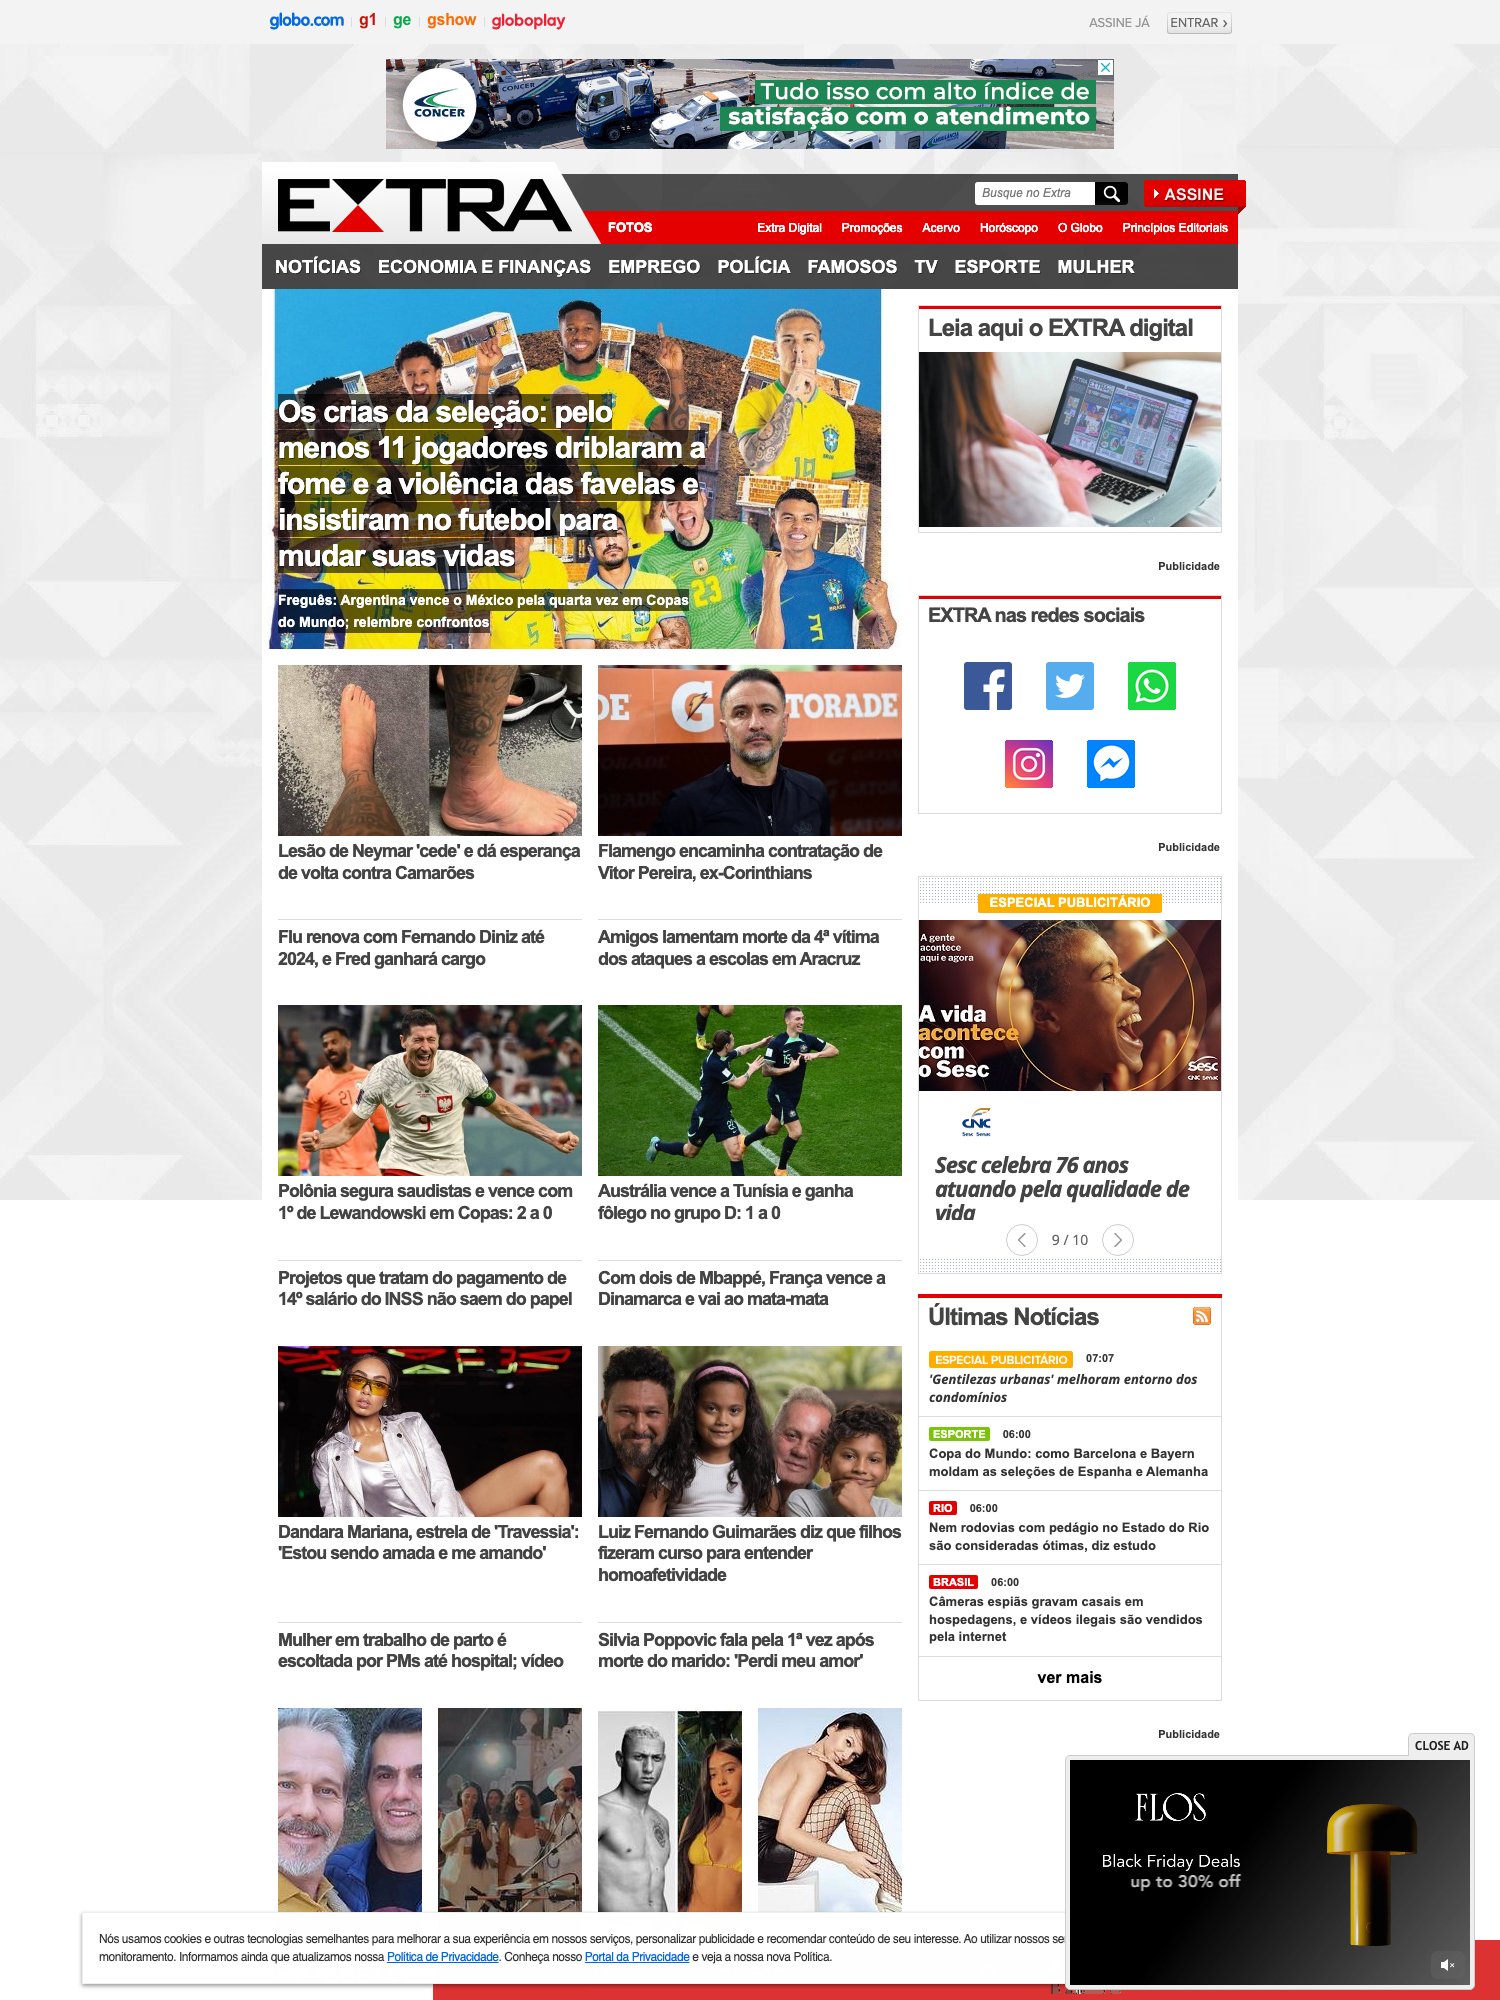 globo.com g1 ge gshow globoplay
ASSINE JÁ ENTRAR
CONCER
Tudo isso com alto índice de
satisfação com o atendimento
EXTRA
Busque no Extra
ASSINE
FOTOS Extra Digital Promoções Acervo Horóscopo O Globo Princípios Editoriais
NOTÍCIAS ECONOMIA E FINANÇAS EMPREGO POLÍCIA FAMOSOS TV ESPORTE MULHER
Os crias da seleção: pelo
menos 11 jogadores driblaram a
fome e a violência das favelas e
insistiram no futebol para
mudar suas vidas
Freguês: Argentina vence o México pela quarta vez em Copas
do Mundo; relembre confrontos
Leia aqui o EXTRA digital
Publicidade
EXTRA nas redes sociais
Publicidade
Lesão de Neymar 'cede' e dá esperança
de volta contra Camarões
Flamengo encaminha contratação de
Vitor Pereira, ex-Corinthians
Flu renova com Fernando Diniz até
2024, e Fred ganhará cargo
Amigos lamentam morte da 4ª vítima
dos ataques a escolas em Aracruz
ESPECIAL PUBLICITÁRIO
A gente
acontece
aqui e agora
A vida
acontece
com
o Sesc
Sesc
CNC Senac
CNC
Sesc Senac
Sesc celebra 76 anos
atuando pela qualidade de
vida
9 / 10
Polônia segura saudistas e vence com
1º de Lewandowski em Copas: 2 a 0
Austrália vence a Tunísia e ganha
fôlego no grupo D: 1 a 0
Projetos que tratam do pagamento de
14º salário do INSS não saem do papel
Com dois de Mbappé, França vence a
Dinamarca e vai ao mata-mata
Últimas Notícias
ESPECIAL PUBLICITÁRIO 07:07
'Gentilezas urbanas' melhoram entorno dos
condomínios
ESPORTE 06:00
Copa do Mundo: como Barcelona e Bayern
moldam as seleções de Espanha e Alemanha
RIO 06:00
Nem rodovias com pedágio no Estado do Rio
são consideradas ótimas, diz estudo
BRASIL 06:00
Câmeras espiãs gravam casais em
hospedagens, e vídeos ilegais são vendidos
pela internet
ver mais
Publicidade
Dandara Mariana, estrela de 'Travessia':
'Estou sendo amada e me amando'
Luiz Fernando Guimarães diz que filhos
fizeram curso para entender
homoafetividade
Mulher em trabalho de parto é
escoltada por PMs até hospital; vídeo
Silvia Poppovic fala pela 1ª vez após
morte do marido: 'Perdi meu amor'
CLOSE AD
FLOS
Black Friday Deals
up to 30% off
Nós usamos cookies e outras tecnologias semelhantes para melhorar a sua experiência em nossos serviços, personalizar publicidade e recomendar conteúdo de seu interesse. Ao utilizar nossos se
monitoramento. Informamos ainda que atualizamos nossa Política de Privacidade. Conheça nosso Portal da Privacidade e veja a nossa nova Política.